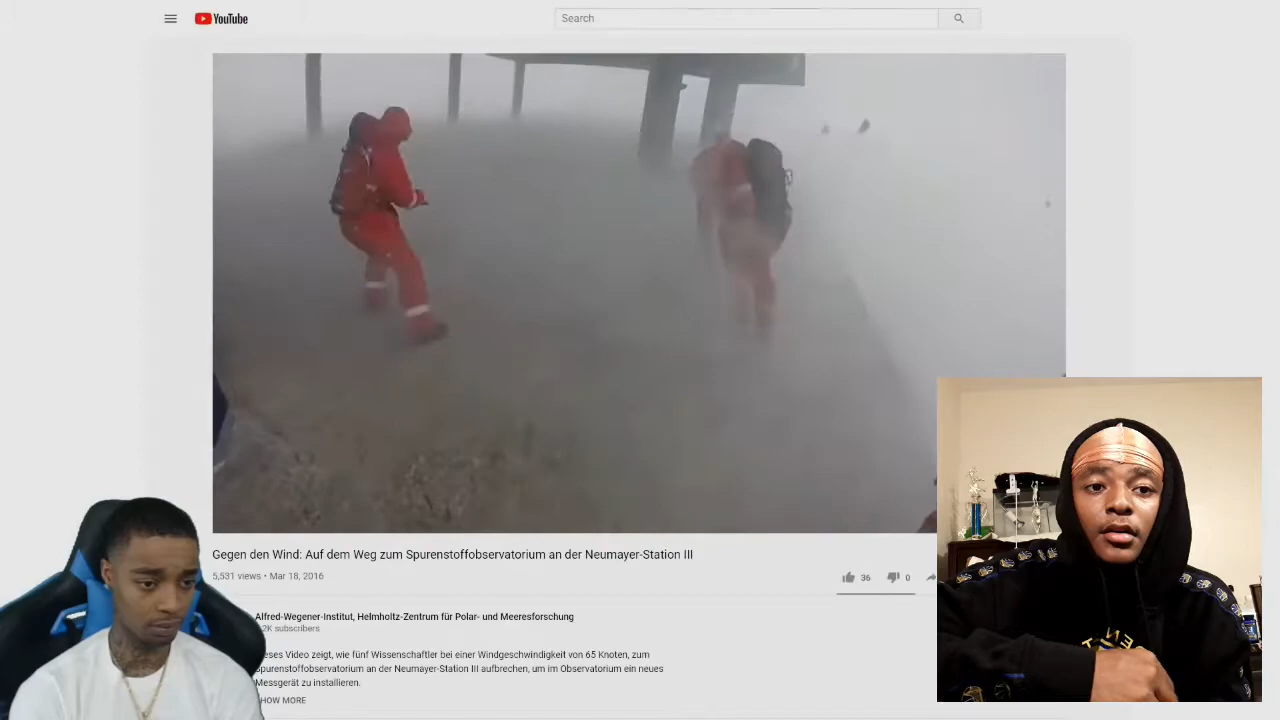 YouTube
Search
Gegen den Wind: Auf dem Weg zum Spurenstoffobservatorium an der Neumayer-Station III
5,531 views • Mar 18, 2016
36
0
Alfred-Wegener-Institut, Helmholtz-Zentrum für Polar- und Meeresforschung
2K subscribers
eses Video zeigt, wie fünf Wissenschaftler bei einer Windgeschwindigkeit von 65 Knoten, zum
Spurenstoffobservatorium an der Neumayer-Station III aufbrechen, um im Observatorium ein neues
Messgerät zu installieren.
HOW MORE